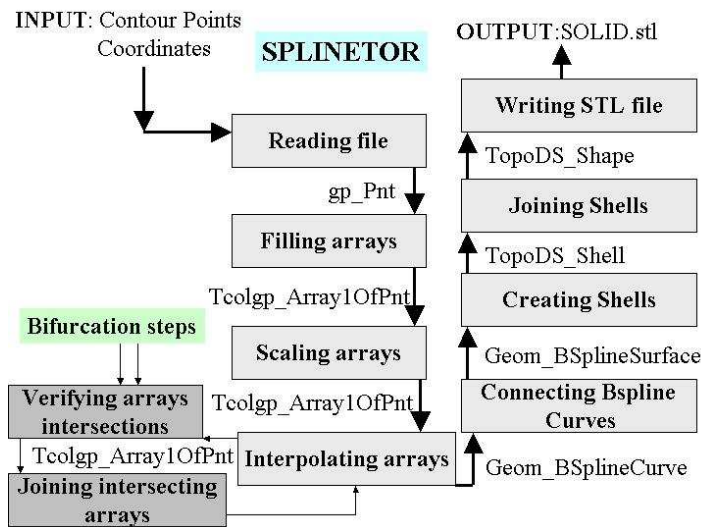 INPUT: Contour Points
Coordinates
SPLINETOR
OUTPUT:SOLID.stl
Reading file
gp_Pnt
Filling arrays
Tcolgp_Array1OfPnt
Scaling arrays
Tcolgp_Array1OfPnt
Interpolating arrays
Bifurcation steps
Verifying arrays
intersections
Tcolgp_Array1OfPnt
Joining intersecting
arrays
Geom_BSplineCurve
Connecting Bspline
Curves
Geom_BSplineSurface
Creating Shells
TopoDS_Shell
Joining Shells
TopoDS_Shape
Writing STL file